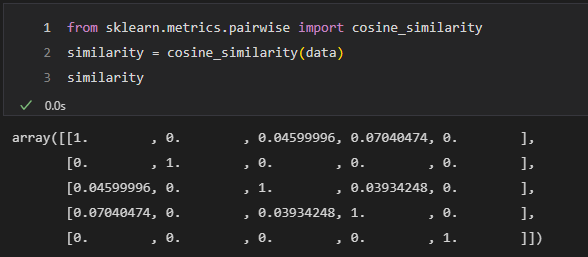 1 from sklearn.metrics.pairwise import cosine_similarity
2 similarity = cosine_similarity(data)
3 similarity
0.0s
array([[1.        , 0.        , 0.04599996, 0.07040474, 0.        ],
       [0.        , 1.        , 0.        , 0.        , 0.        ],
       [0.04599996, 0.        , 1.        , 0.03934248, 0.        ],
       [0.07040474, 0.        , 0.03934248, 1.        , 0.        ],
       [0.        , 0.        , 0.        , 0.        , 1.        ]])